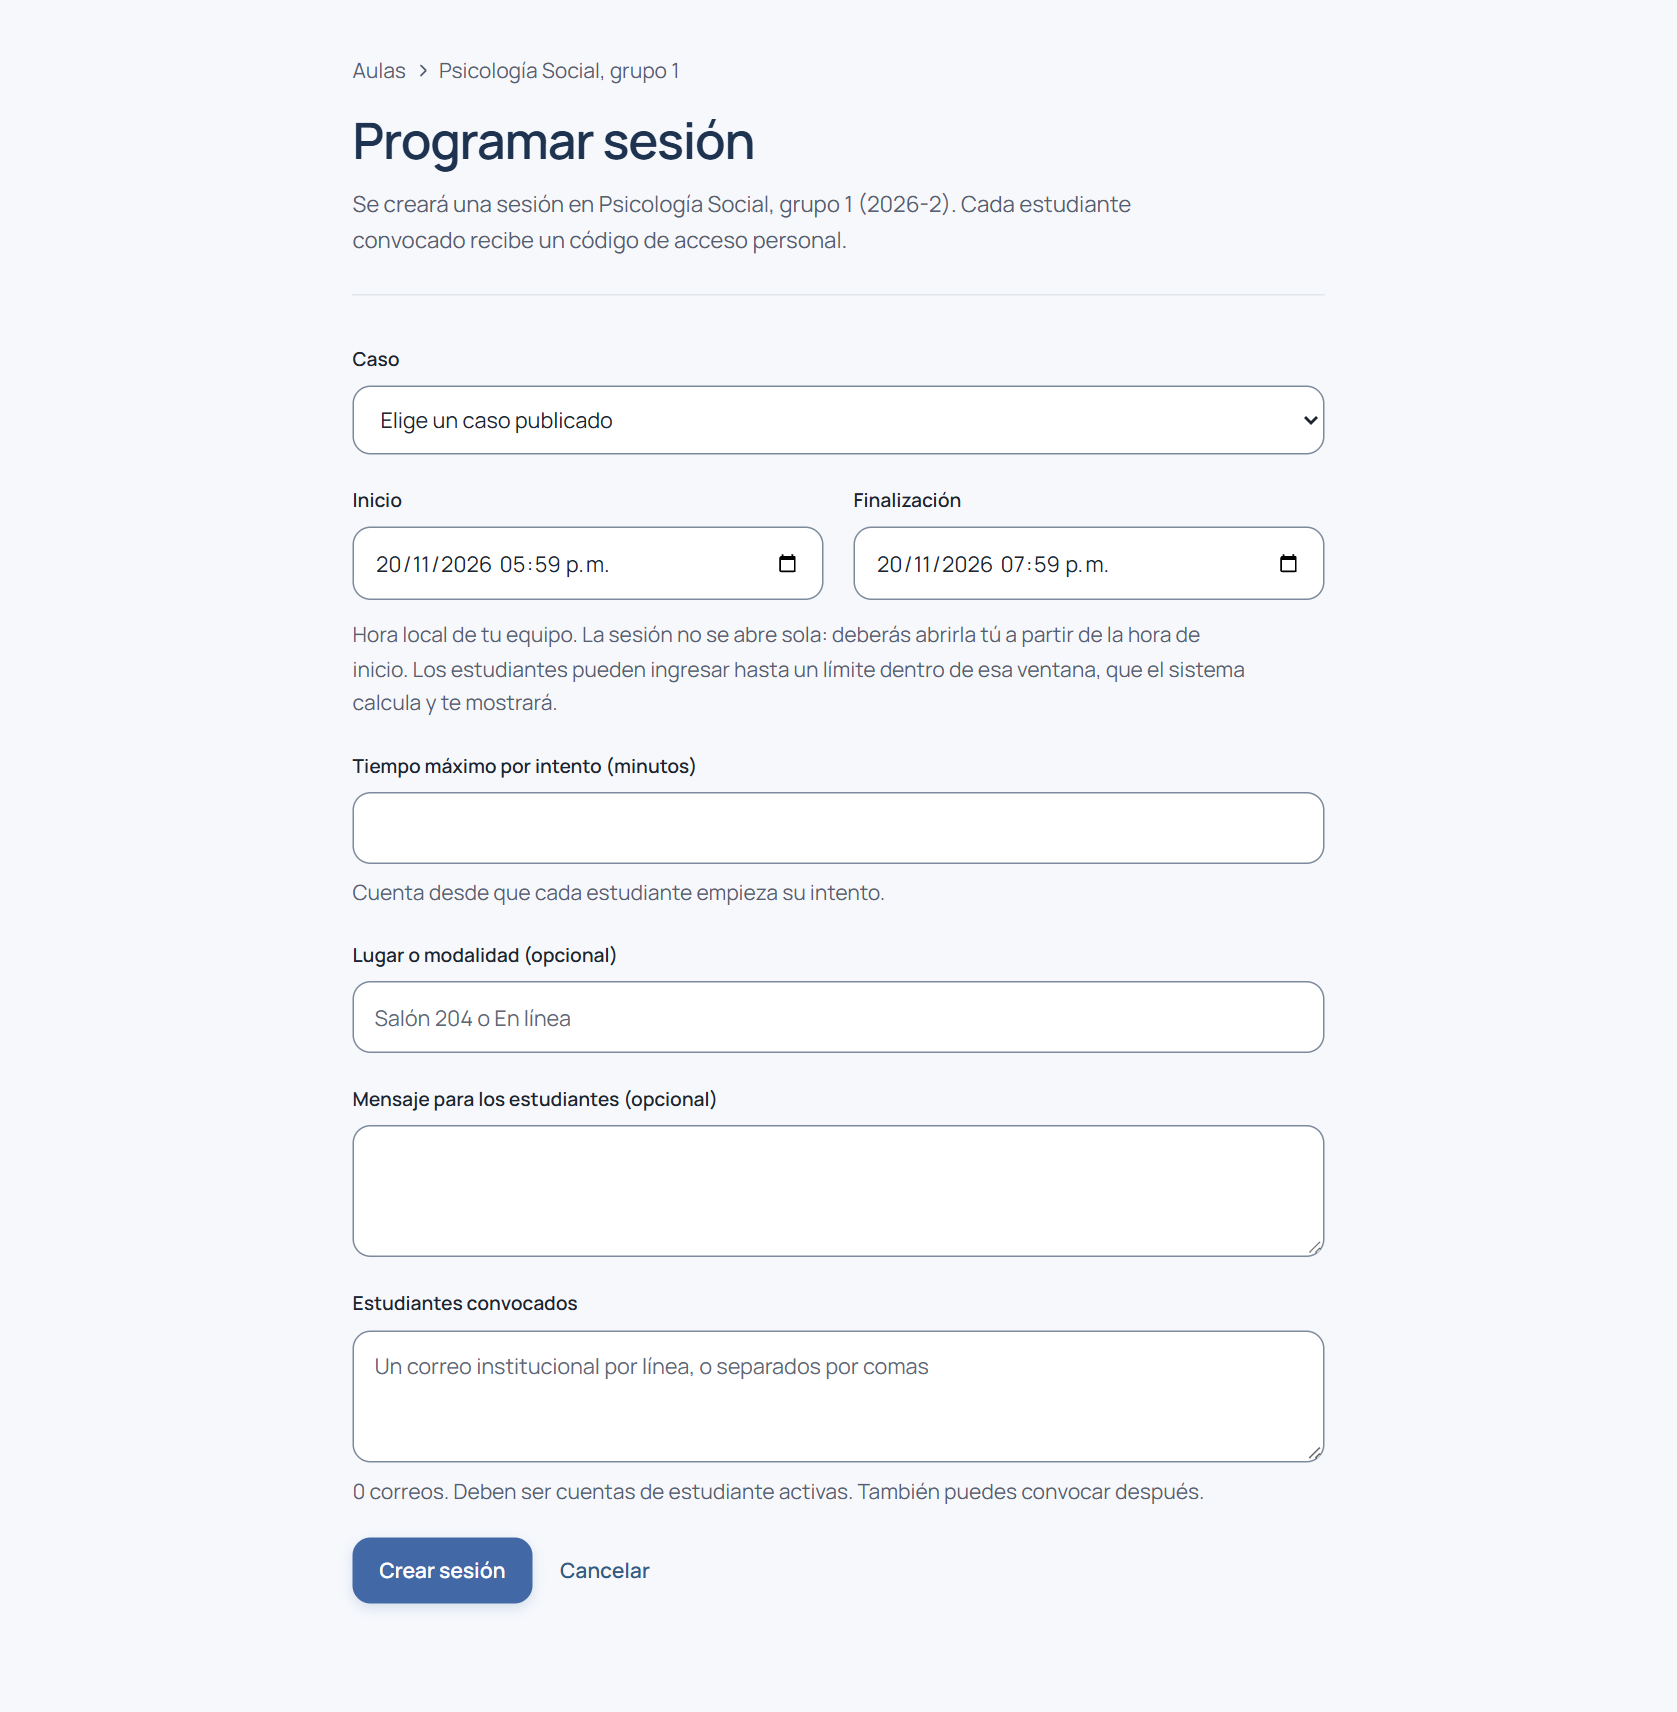 Aulas > Psicología Social, grupo 1
Programar sesión
Se creará una sesión en Psicología Social, grupo 1 (2026-2). Cada estudiante
convocado recibe un código de acceso personal.
Caso
Elige un caso publicado
Inicio
Finalización
20/11/2026 05:59 p.m.
20/11/2026 07:59 p.m.
Hora local de tu equipo. La sesión no se abre sola: deberás abrirla tú a partir de la hora de
inicio. Los estudiantes pueden ingresar hasta un límite dentro de esa ventana, que el sistema
calcula y te mostrará.
Tiempo máximo por intento (minutos)
Cuenta desde que cada estudiante empieza su intento.
Lugar o modalidad (opcional)
Salón 204 o En línea
Mensaje para los estudiantes (opcional)
Estudiantes convocados
Un correo institucional por línea, o separados por comas
0 correos. Deben ser cuentas de estudiante activas. También puedes convocar después.
Crear sesión
Cancelar